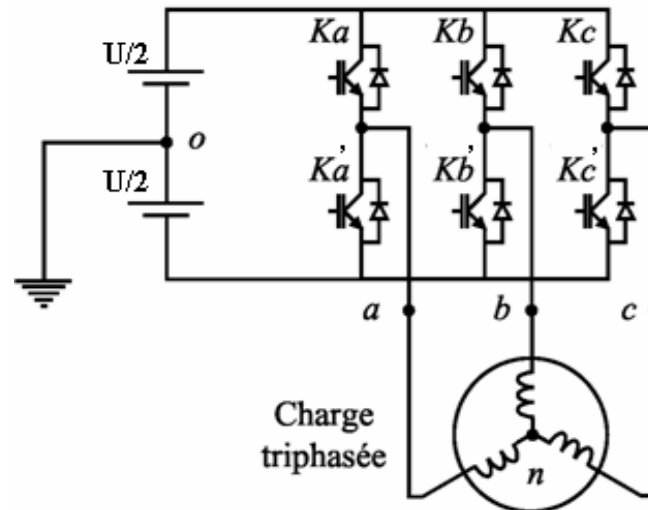 U/2
Ka
Kb
Kc
o
U/2
Ka'
Kb'
Kc'
a
b
c
Charge
triphasée
n